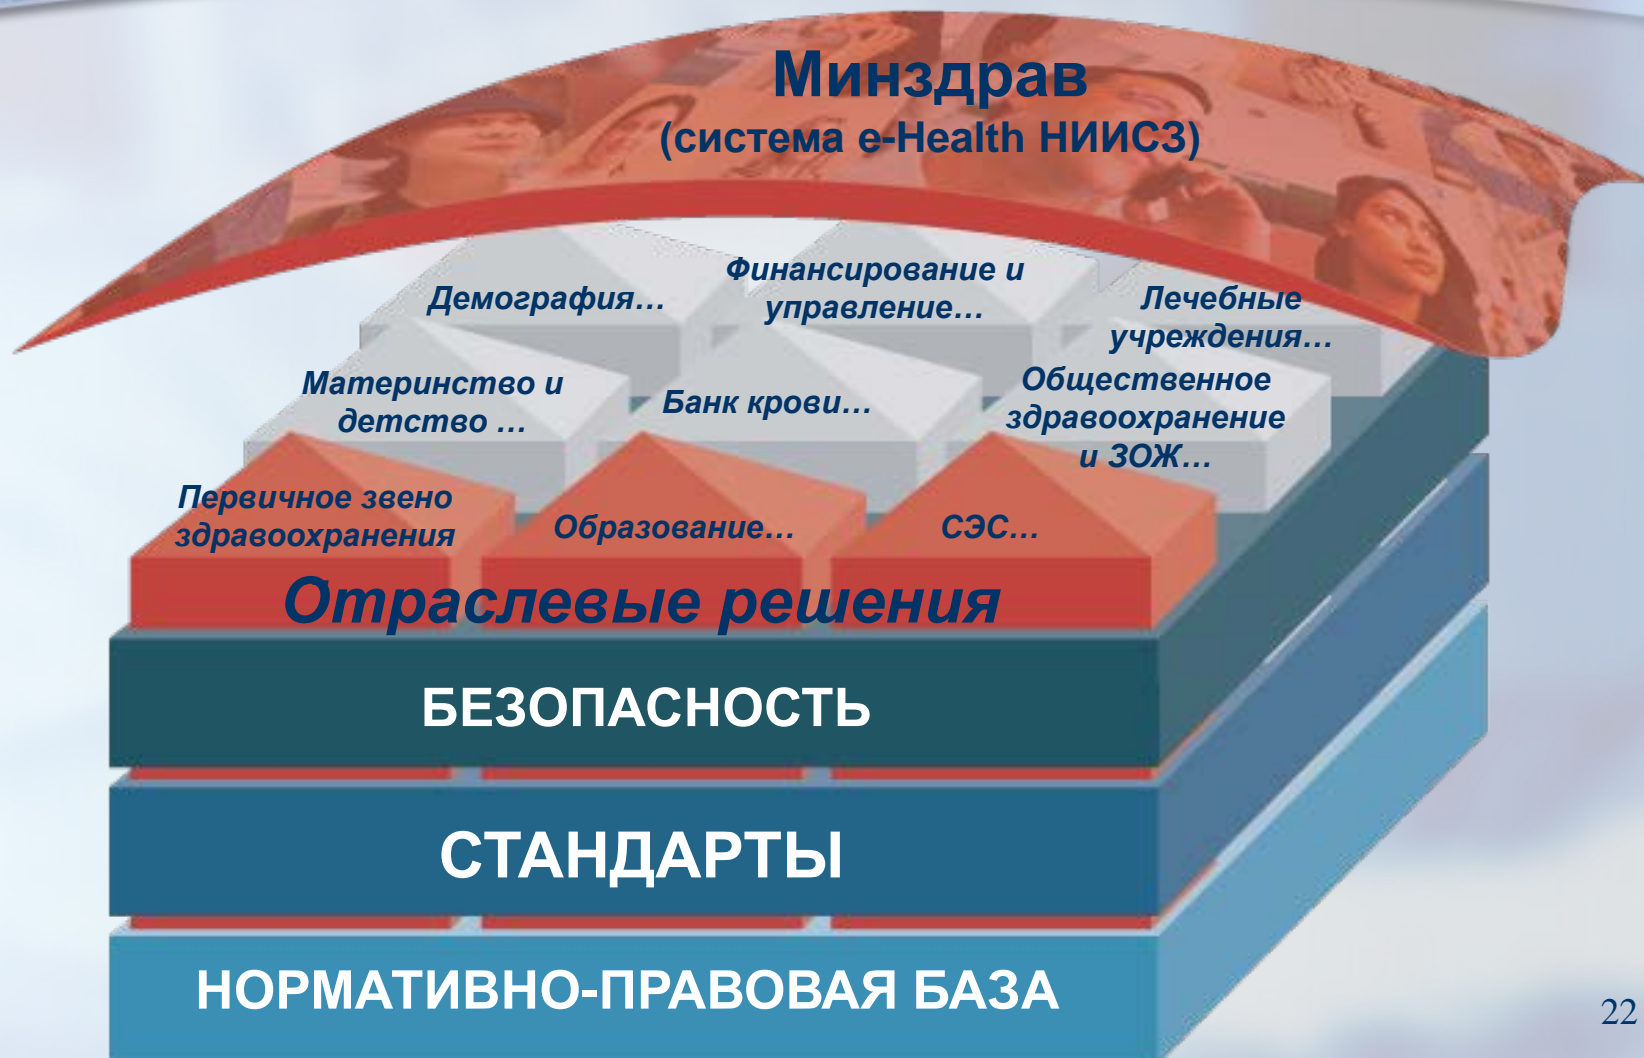 Минздрав
(система e-Health НИИСЗ)
Демография…
Финансирование и
управление…
Лечебные
учреждения…
Материнство и
детство …
Банк крови…
Общественное
здравоохранение
и ЗОЖ…
Первичное звено
здравоохранения
Образование…
СЭС…
Отраслевые решения
БЕЗОПАСНОСТЬ
СТАНДАРТЫ
НОРМАТИВНО-ПРАВОВАЯ БАЗА
22